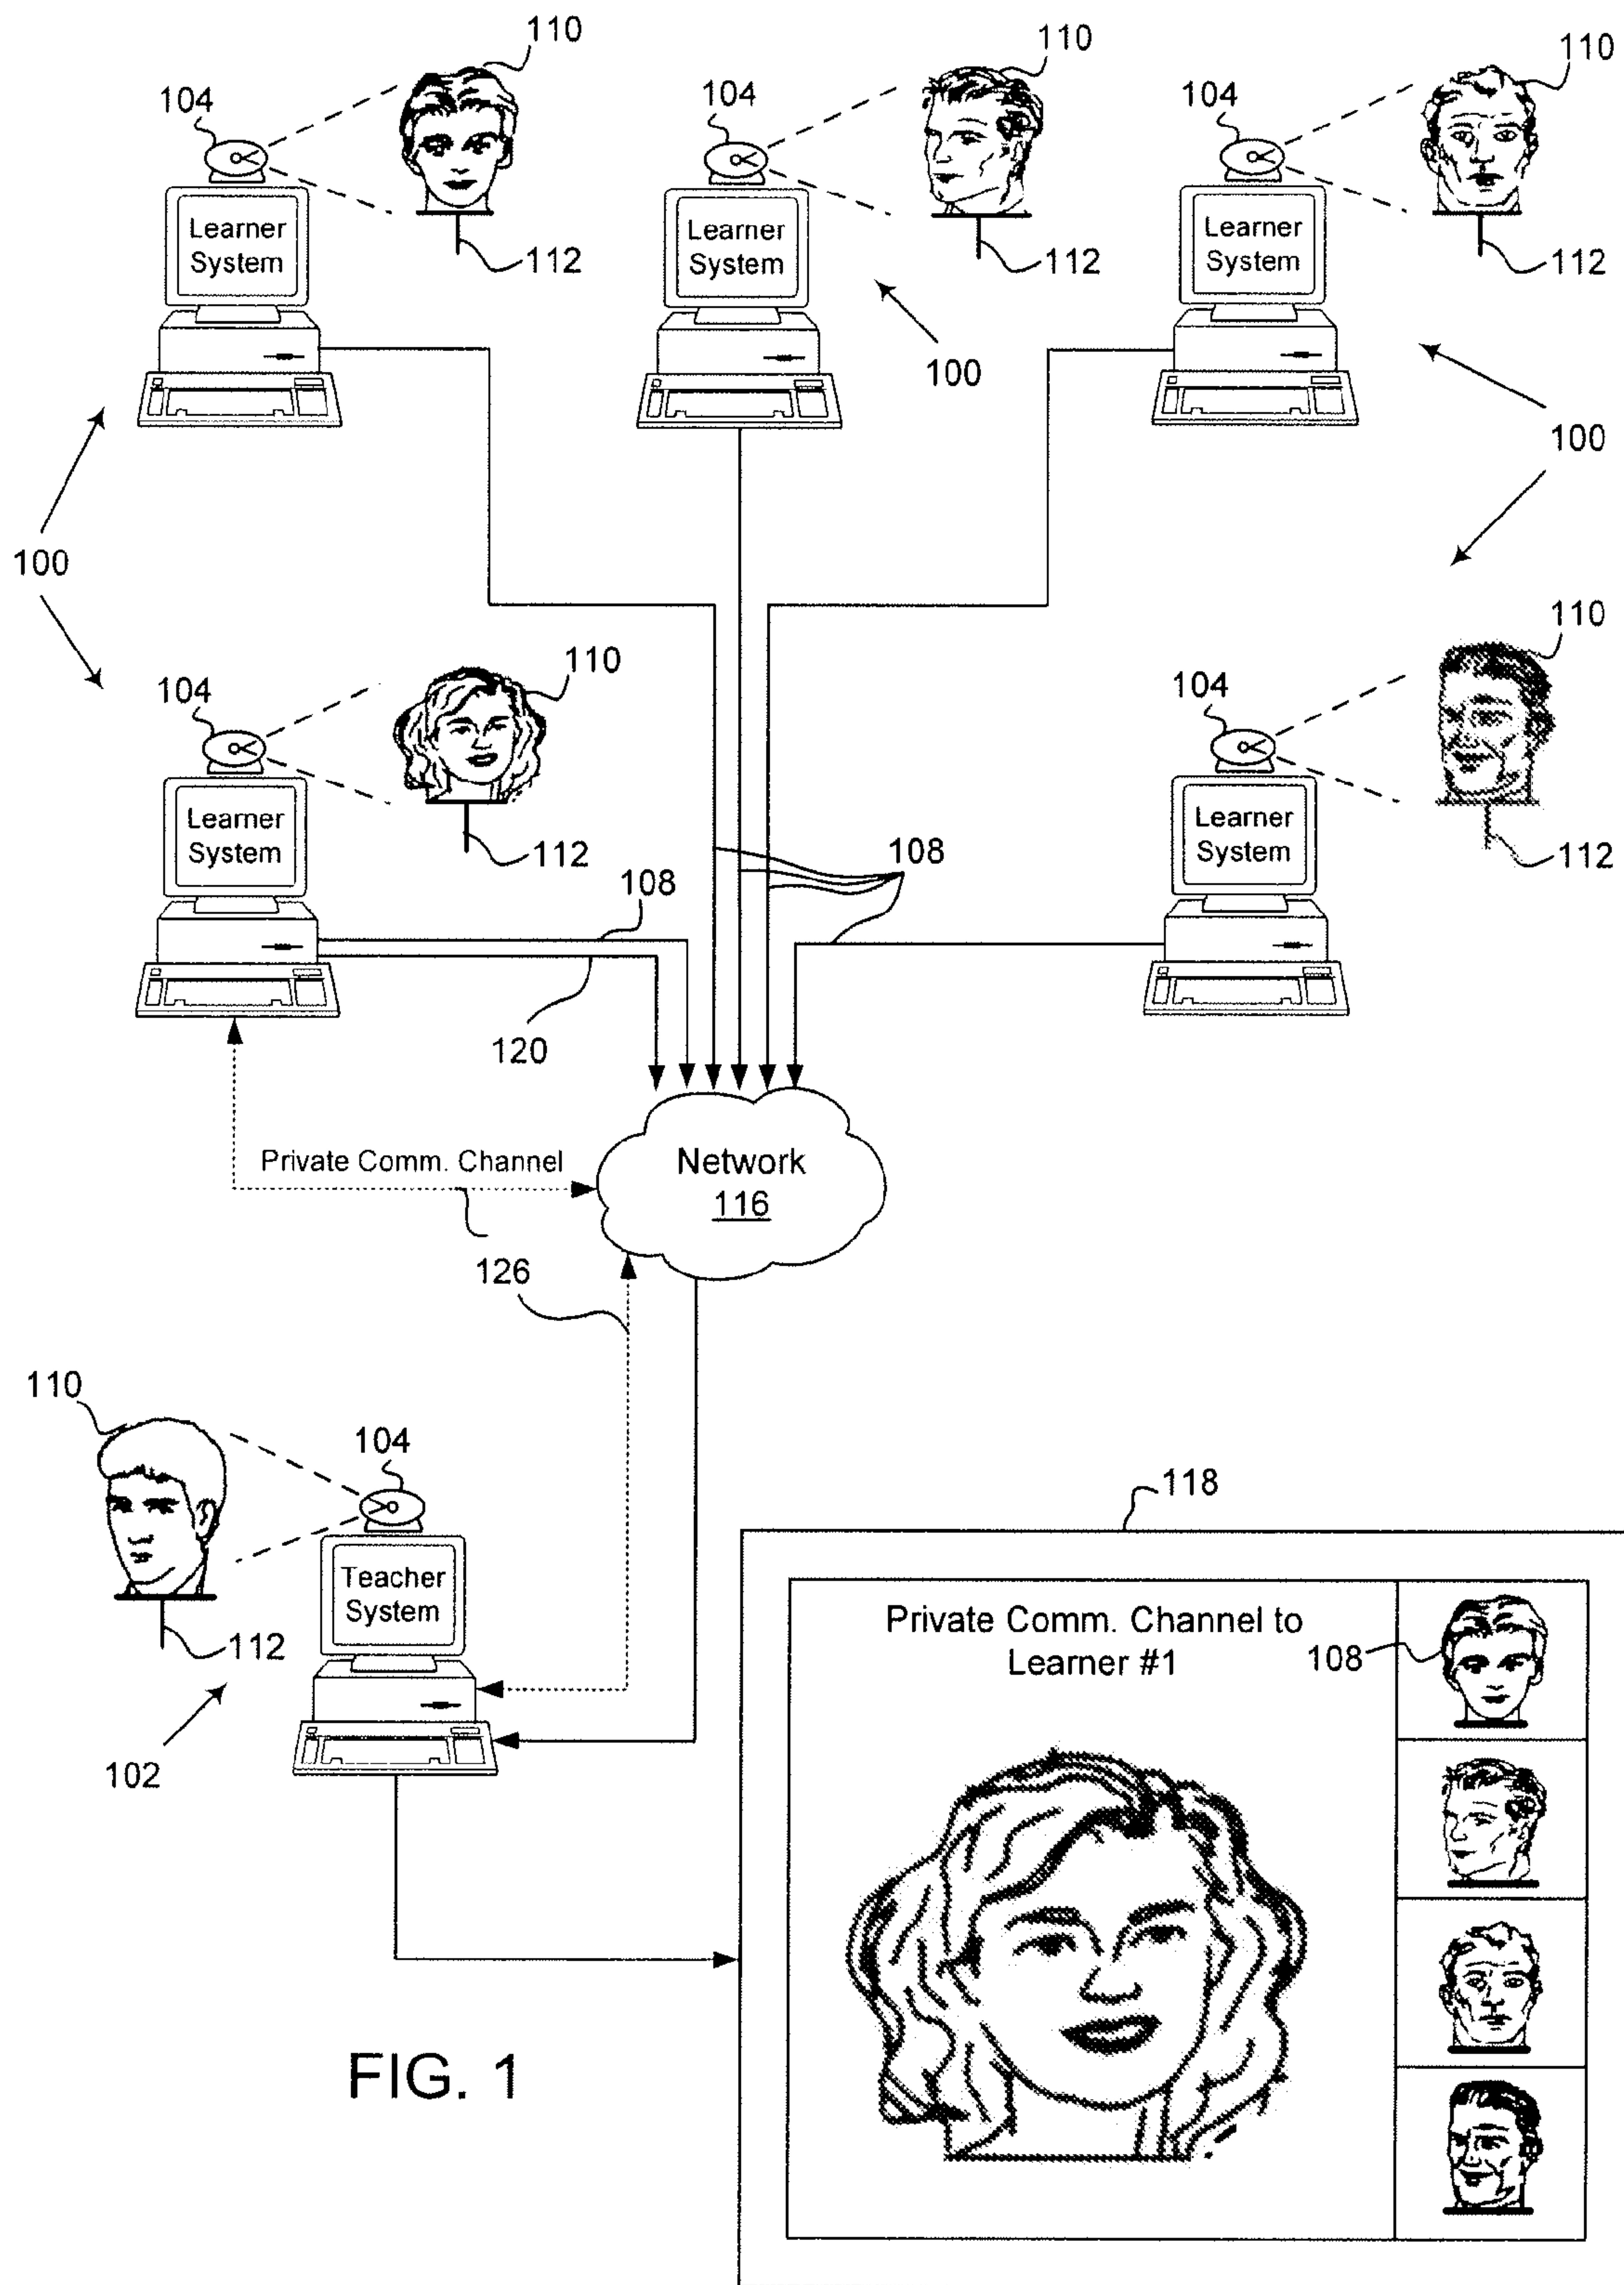 110
110
110
104
104
104
Learner
System
Learner
System
Learner
System
112
112
112
100
100
100
110
110
104
104
Learner
System
Learner
System
112
112
108
108
120
Private Comm. Channel
Network
116
126
110
104
118
Teacher
System
Private Comm. Channel to
Learner #1
108
112
102
FIG. 1